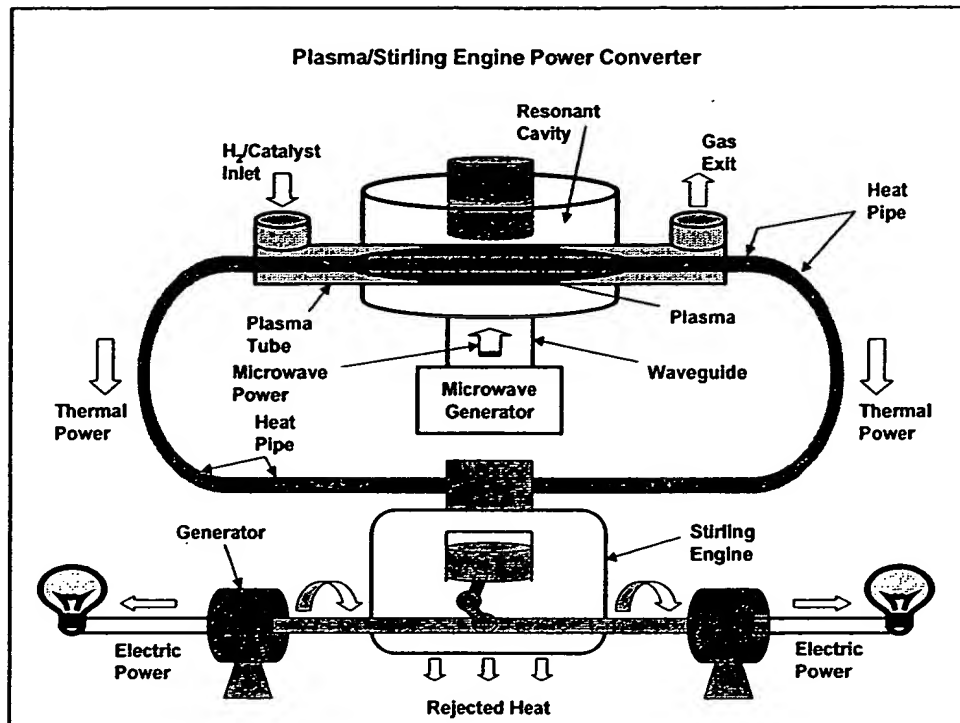 Plasma/Stirling Engine Power Converter
Resonant
Cavity
H₂/Catalyst
Inlet
Gas
Exit
Heat
Pipe
Plasma
Tube
Plasma
Microwave
Power
Waveguide
Microwave
Generator
Thermal
Power
Thermal
Power
Heat
Pipe
Generator
Stirling
Engine
Electric
Power
Electric
Power
Rejected Heat